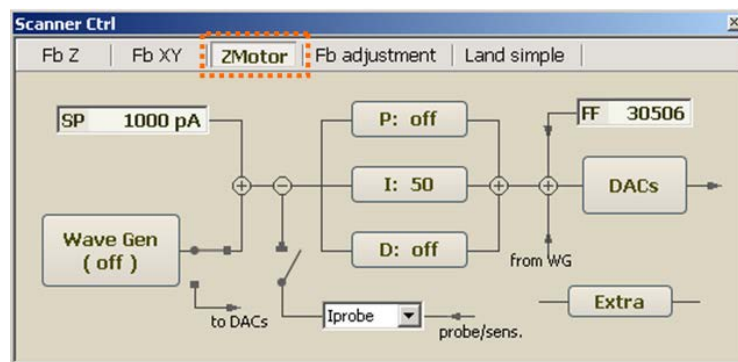 Scanner Ctrl
Fb Z Fb XY ZMotor Fb adjustment Land simple
SP 1000 pA
P: off
FF 30506
I: 50
DACs
Wave Gen
( off )
D: off
from WG
to DACs
Iprobe
probe/sens.
Extra